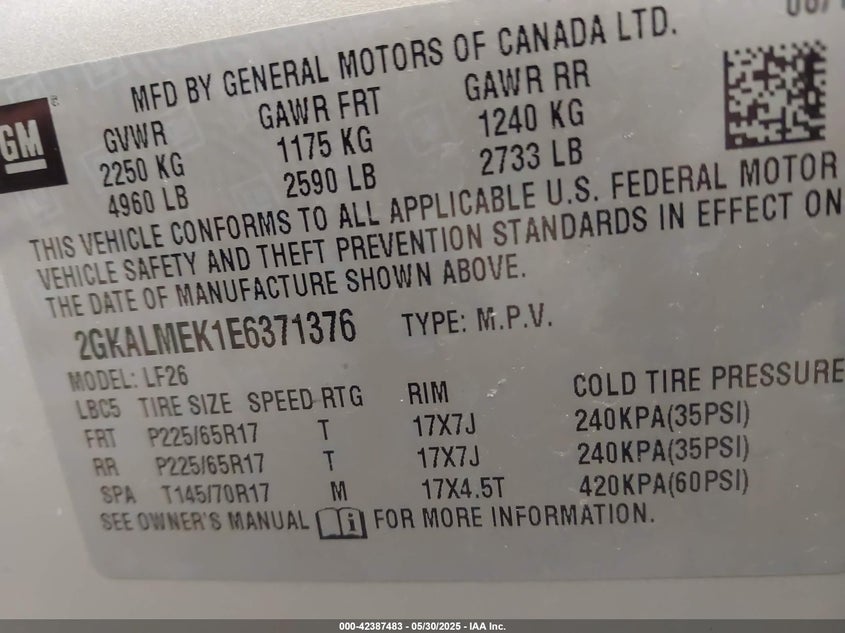 MFD BY GENERAL MOTORS OF CANADA LTD.
GM
GVWR GAWR FRT GAWR RR
2250 KG 1175 KG 1240 KG
4960 LB 2590 LB 2733 LB
THIS VEHICLE CONFORMS TO ALL APPLICABLE U.S. FEDERAL MOTOR
VEHICLE SAFETY AND THEFT PREVENTION STANDARDS IN EFFECT ON
THE DATE OF MANUFACTURE SHOWN ABOVE.
2GKALMEK1E6371376 TYPE: M.P.V.
MODEL: LF26
LBC5 TIRE SIZE SPEED RTG RIM COLD TIRE PRESSURE
FRT P225/65R17 T 17X7J 240KPA(35PSI)
RR P225/65R17 T 17X7J 240KPA(35PSI)
SPA T145/70R17 M 17X4.5T 420KPA(60PSI)
SEE OWNER'S MANUAL FOR MORE INFORMATION.
000-42387483 - 05/30/2025 - IAA Inc.